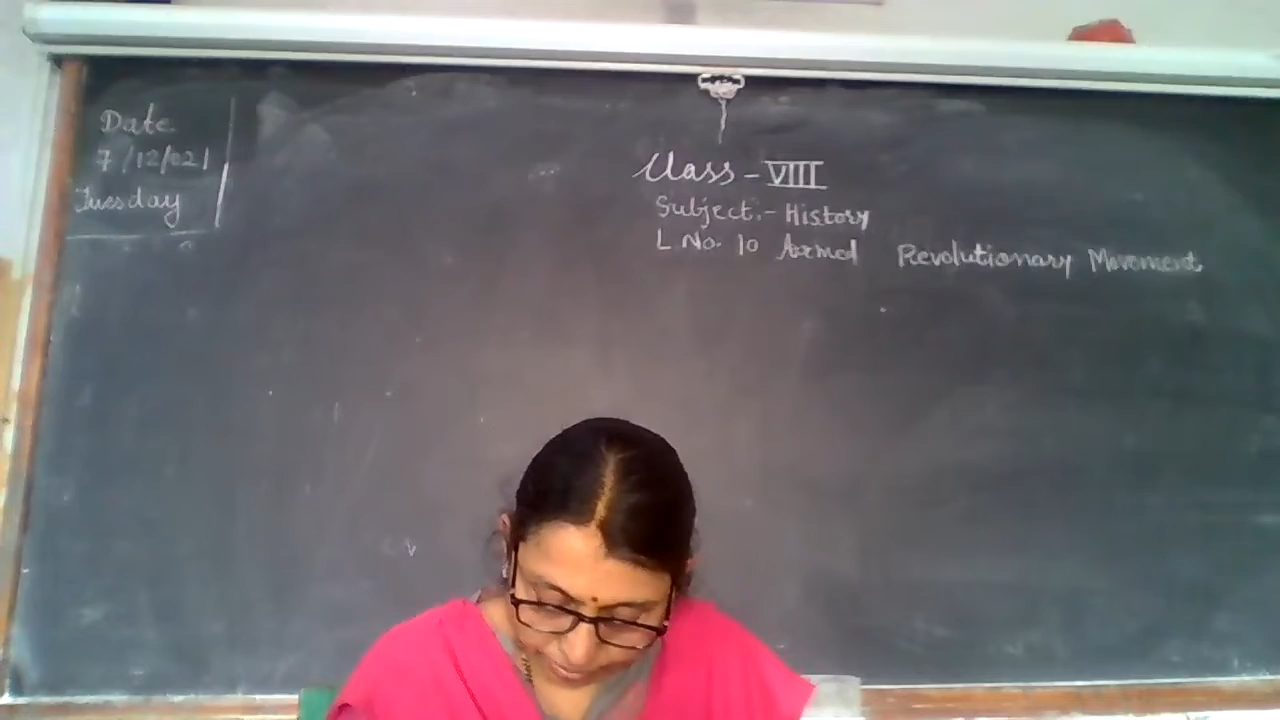 Date
7/12/021
Tuesday
Class - VIII
Subject:- History
L.No. 10 Armed Revolutionary Movement